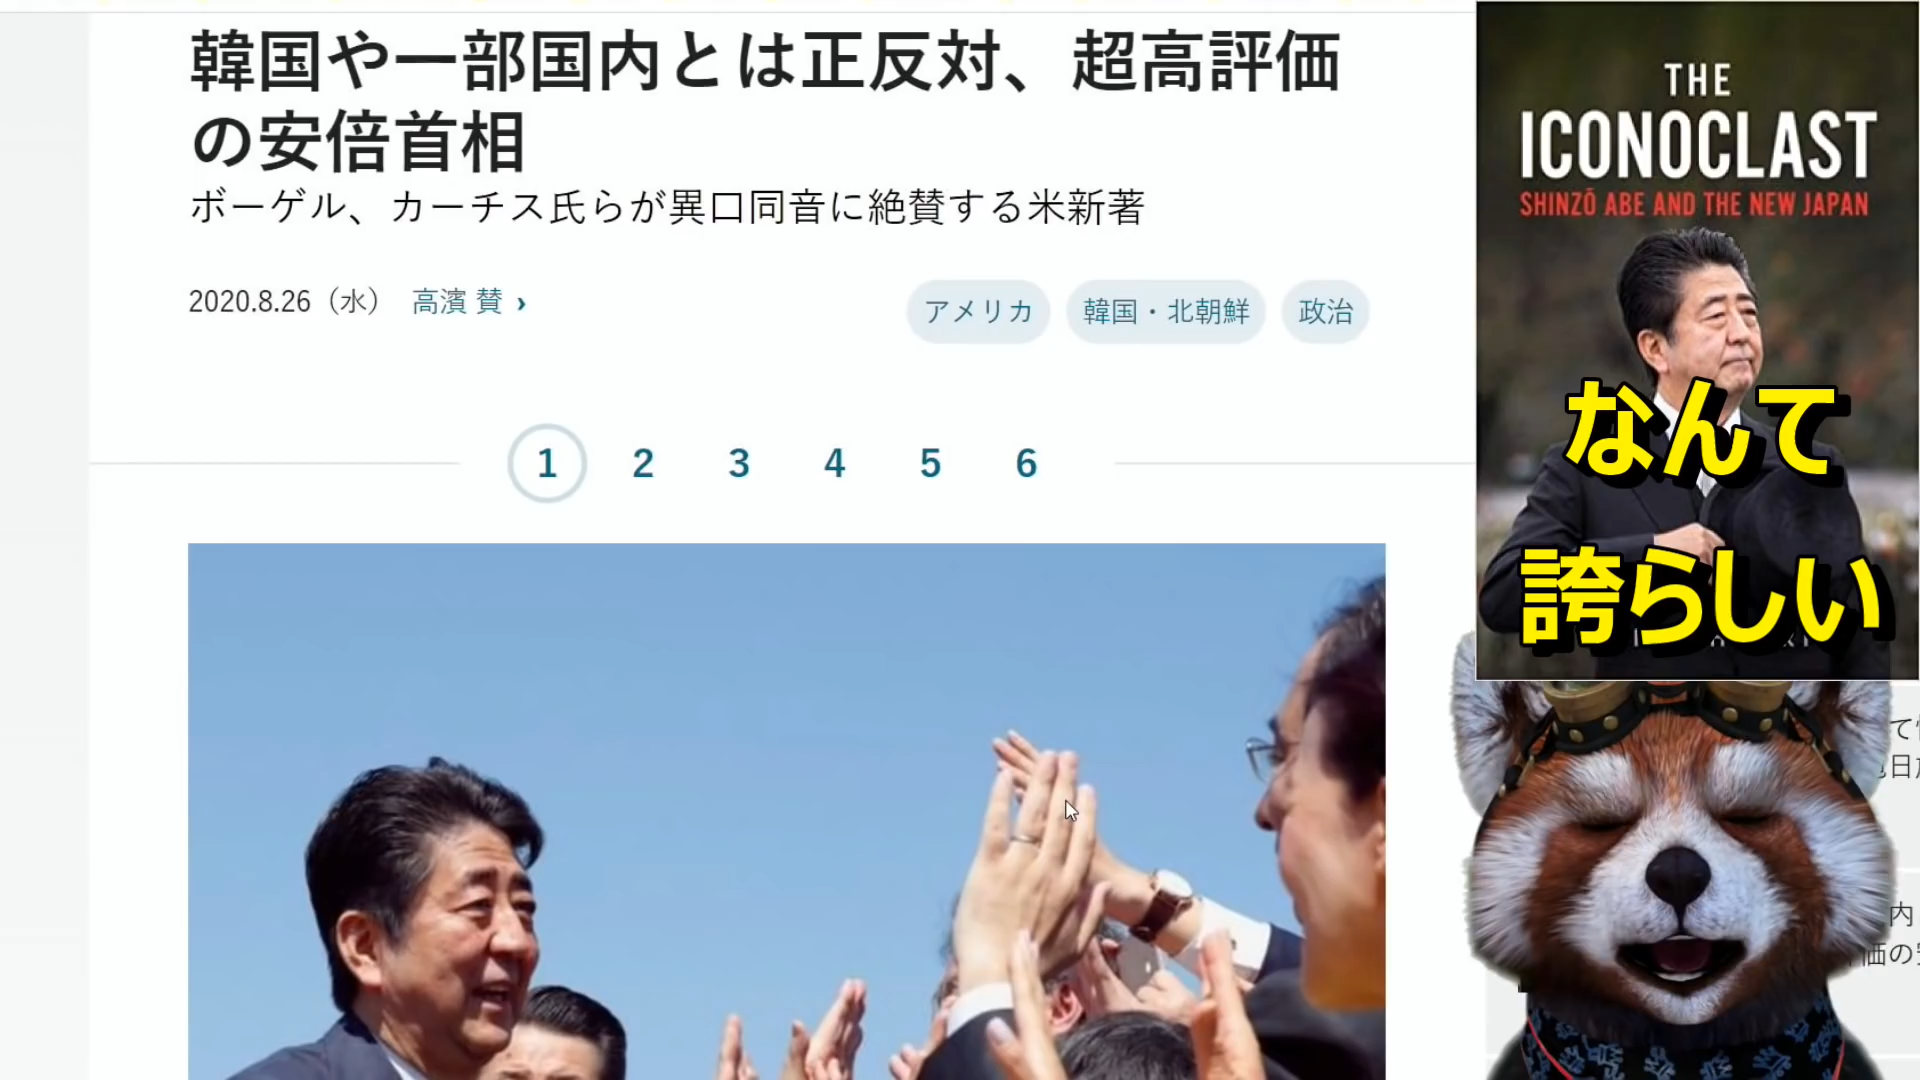 韓国や一部国内とは正反対、超高評価
の安倍首相
ボーゲル、カーチス氏らが異口同音に絶賛する米新著
2020.8.26（水） 高濱 賛 ›
アメリカ 韓国・北朝鮮 政治
1 2 3 4 5 6
THE
ICONOCLAST
SHINZŌ ABE AND THE NEW JAPAN
なんて
誇らしい
内
価の